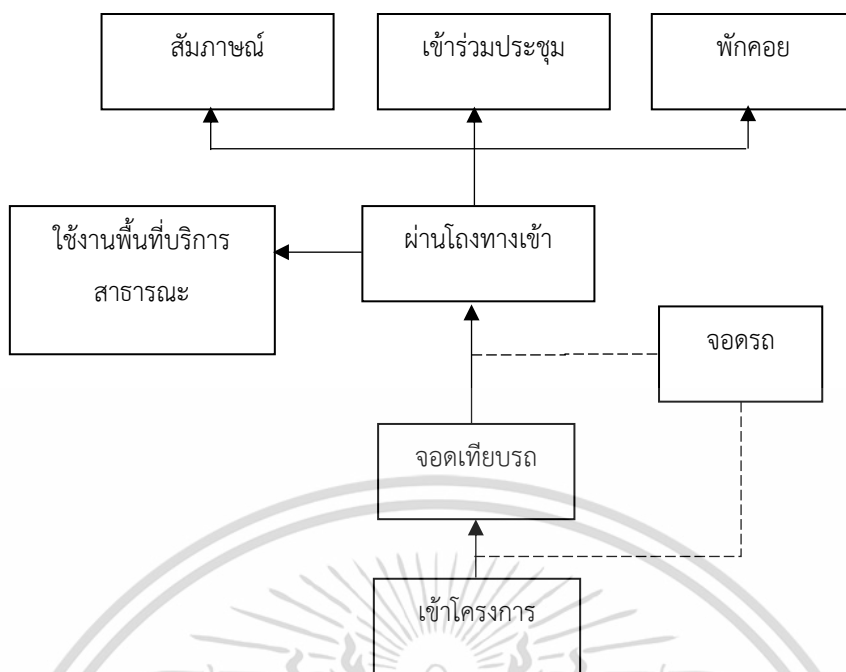 สัมภาษณ์
เข้าร่วมประชุม
พักคอย
ใช้งานพื้นที่บริการ
สาธารณะ
ผ่านโถงทางเข้า
จอดรถ
จอดเทียบรถ
เข้าโครงการ